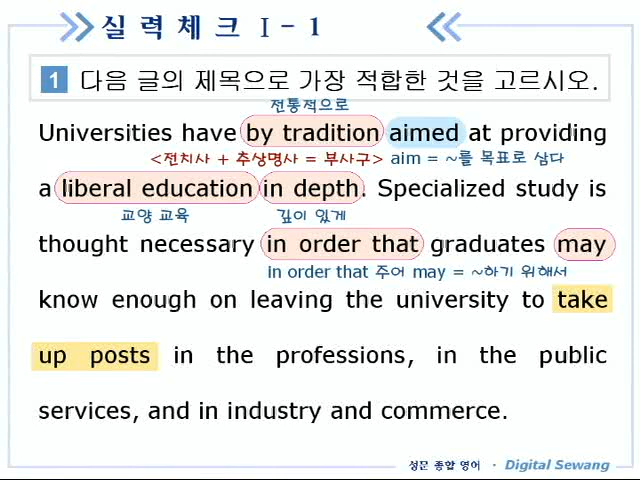 실력체크 I - 1
1 다음 글의 제목으로 가장 적합한 것을 고르시오.
전통적으로
Universities have by tradition aimed at providing
<전치사 + 추상명사 = 부사구> aim = ~를 목표로 삼다
a liberal education in depth. Specialized study is
교양 교육 깊이 있게
thought necessary in order that graduates may
in order that 주어 may = ~하기 위해서
know enough on leaving the university to take
up posts in the professions, in the public
services, and in industry and commerce.
성문 종합 영어 · Digital Sewang